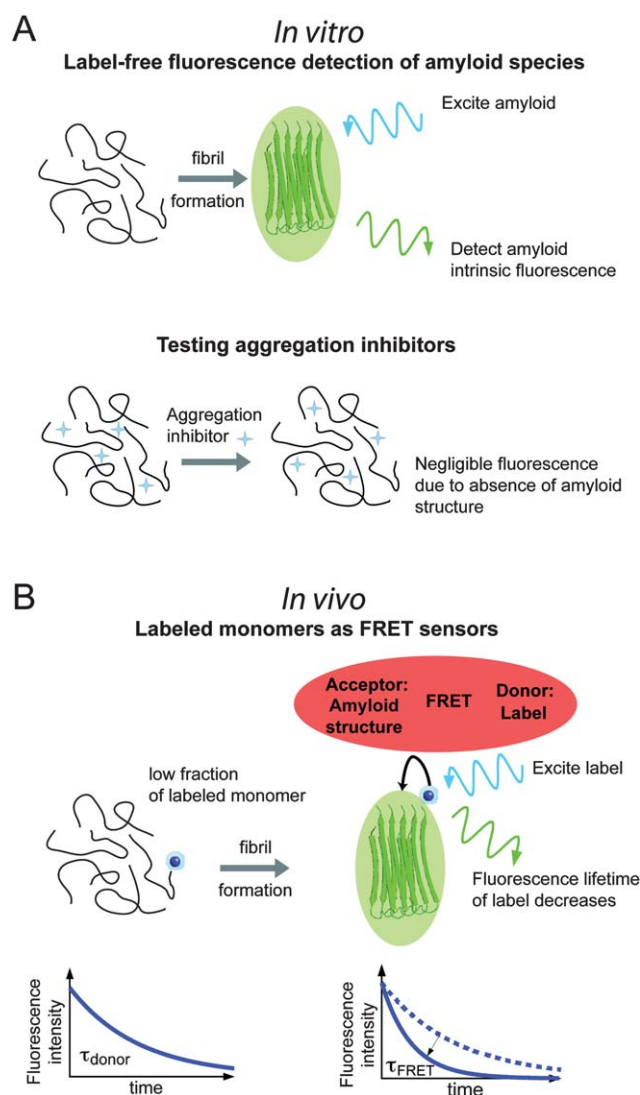 A
In vitro
Label-free fluorescence detection of amyloid species
Excite amyloid
fibril
formation
Detect amyloid
intrinsic fluorescence
Testing aggregation inhibitors
Aggregation
inhibitor
Negligible fluorescence
due to absence of amyloid
structure
B
In vivo
Labeled monomers as FRET sensors
Acceptor:
Amyloid
structure
FRET
Donor:
Label
low fraction
of labeled monomer
Excite label
fibril
formation
Fluorescence lifetime
of label decreases
Fluorescence
intensity
τdonor
time
Fluorescence
intensity
τFRET
time